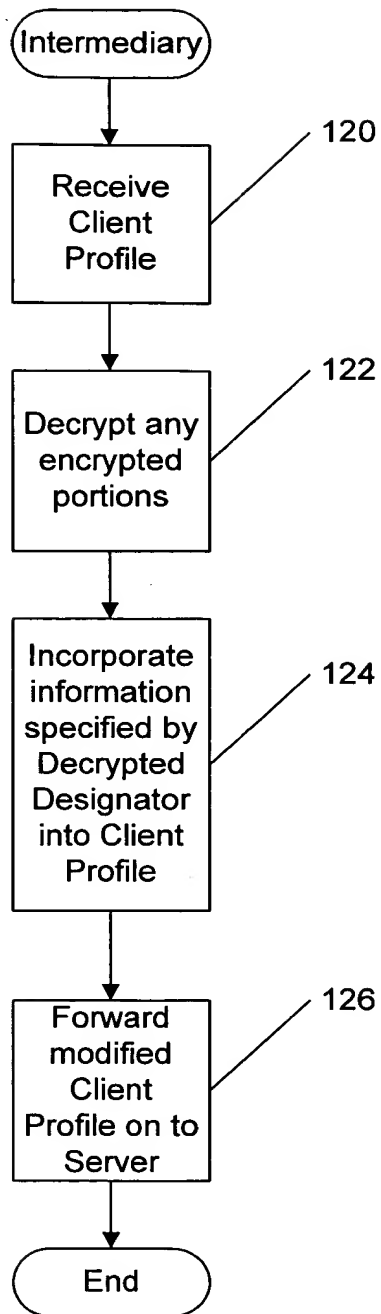 Intermediary
120
Receive
Client
Profile
122
Decrypt any
encrypted
portions
124
Incorporate
information
specified by
Decrypted
Designator
into Client
Profile
126
Forward
modified
Client
Profile on to
Server
End